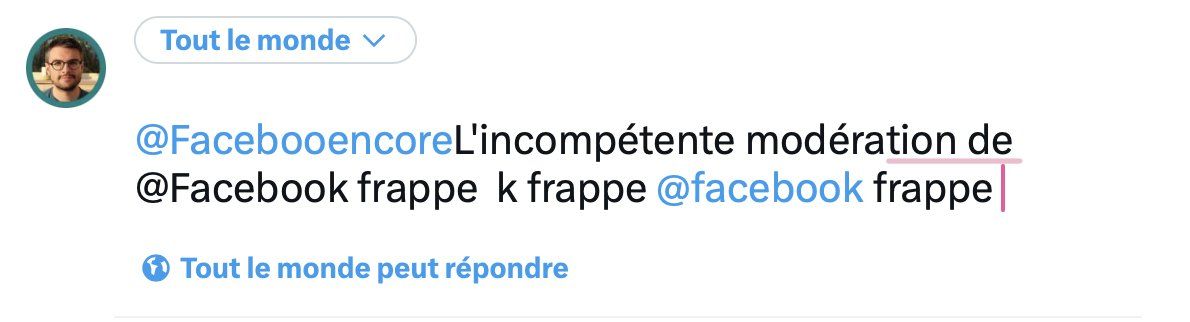 Tout le monde
@FacebooencoreL'incompétente modération de
@Facebook frappe  k frappe @facebook frappe
Tout le monde peut répondre